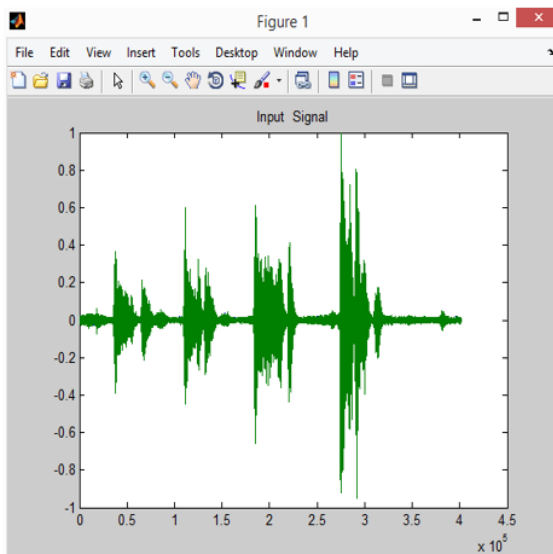 Figure 1
File Edit View Insert Tools Desktop Window Help
Input Signal
1
0.8
0.6
0.4
0.2
0
-0.2
-0.4
-0.6
-0.8
-1
0 0.5 1 1.5 2 2.5 3 3.5 4 4.5
x 10^5